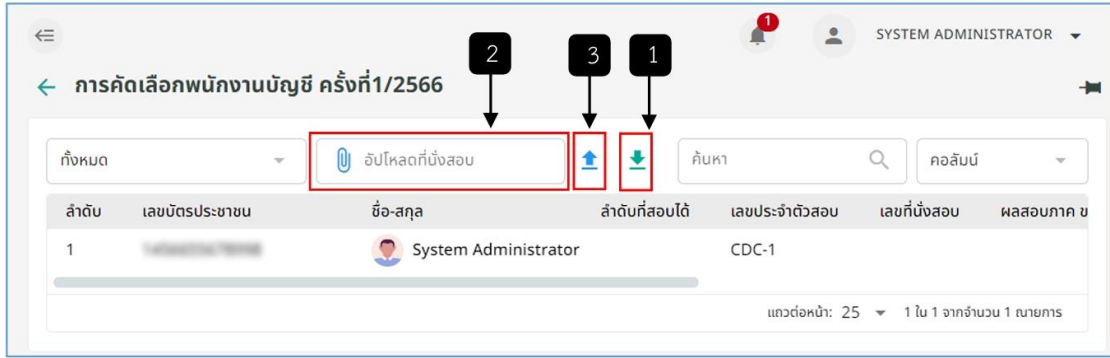 1
SYSTEM ADMINISTRATOR
2
3
1
การคัดเลือกพนักงานบัญชี ครั้งที่1/2566
ทั้งหมด
อัปโหลดที่นั่งสอบ
ค้นหา
คอลัมน์
ลำดับ เลขบัตรประชาชน ชื่อ-สกุล ลำดับที่สอบได้ เลขประจำตัวสอบ เลขที่นั่งสอบ ผลสอบภาค ข
1 System Administrator CDC-1
แถวต่อหน้า: 25 1 ใน 1 จากจำนวน 1 ณายการ